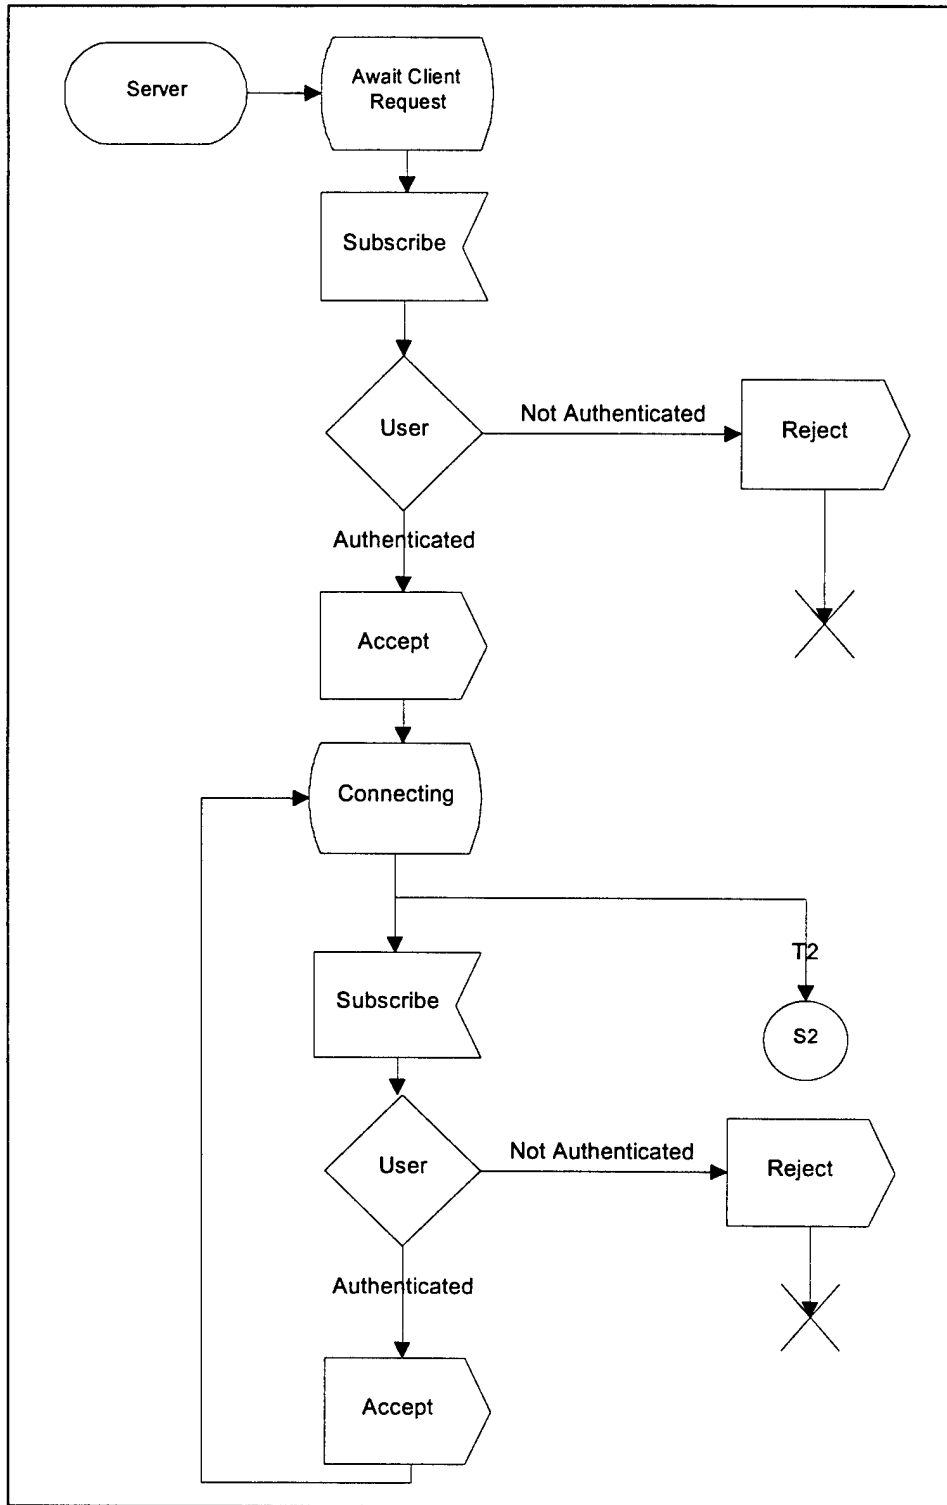 Server
Await Client
Request
Subscribe
User
Not Authenticated
Reject
Authenticated
Accept
Connecting
T2
Subscribe
S2
User
Not Authenticated
Reject
Authenticated
Accept